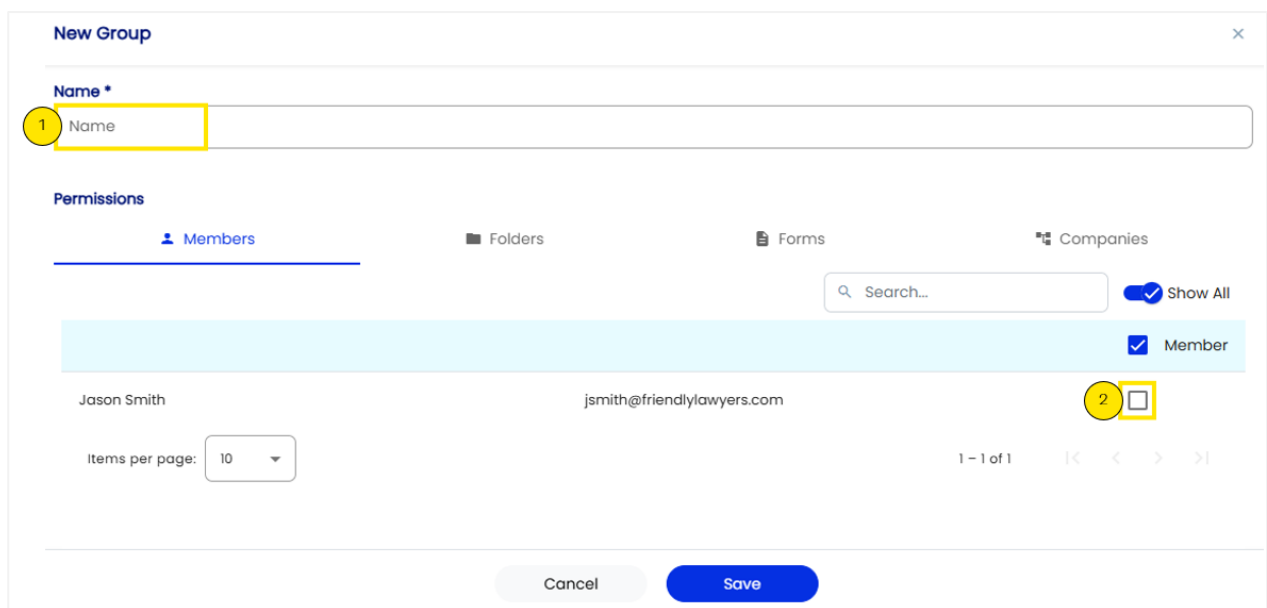 New Group
Name *
1 Name
Permissions
Members Folders Forms Companies
Search... Show All
Member
Jason Smith jsmith@friendlylawyers.com 2
Items per page: 10 1 – 1 of 1
Cancel Save